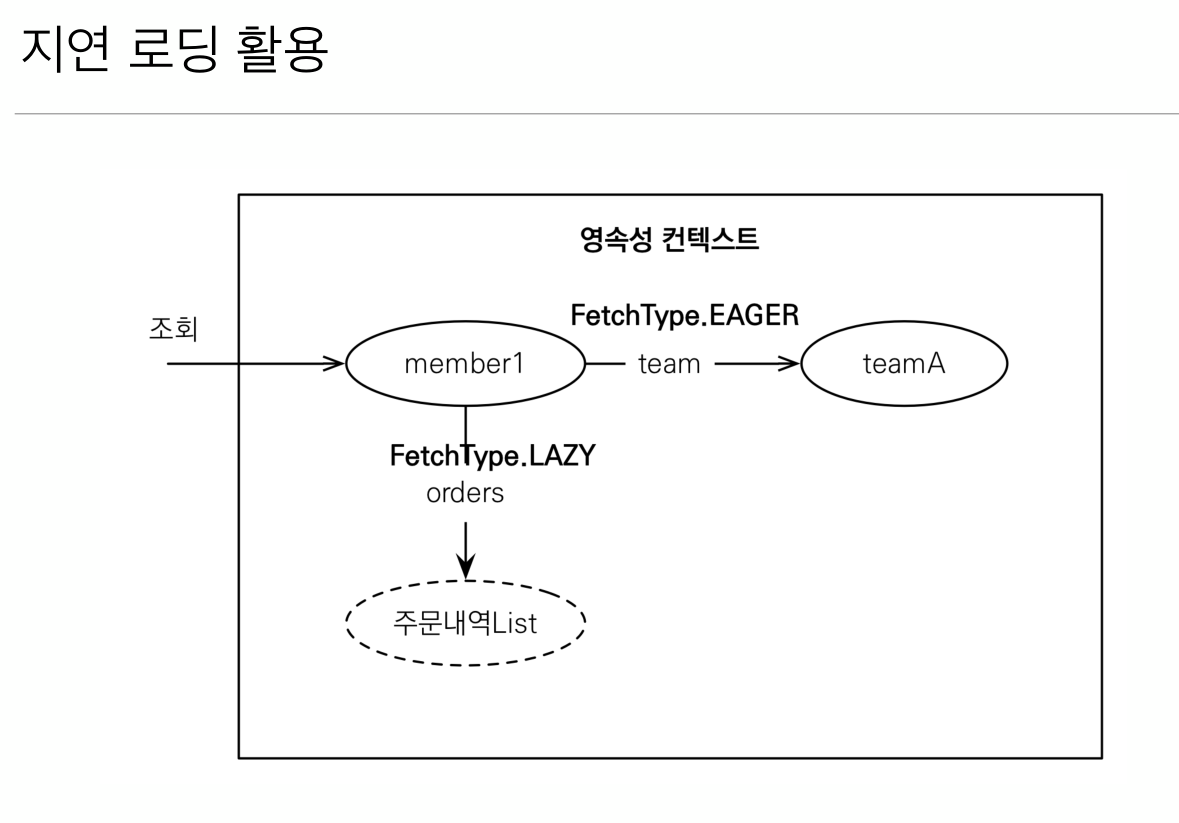 지연 로딩 활용
영속성 컨텍스트
FetchType.EAGER
조회
member1
team
teamA
FetchType.LAZY
orders
주문내역List